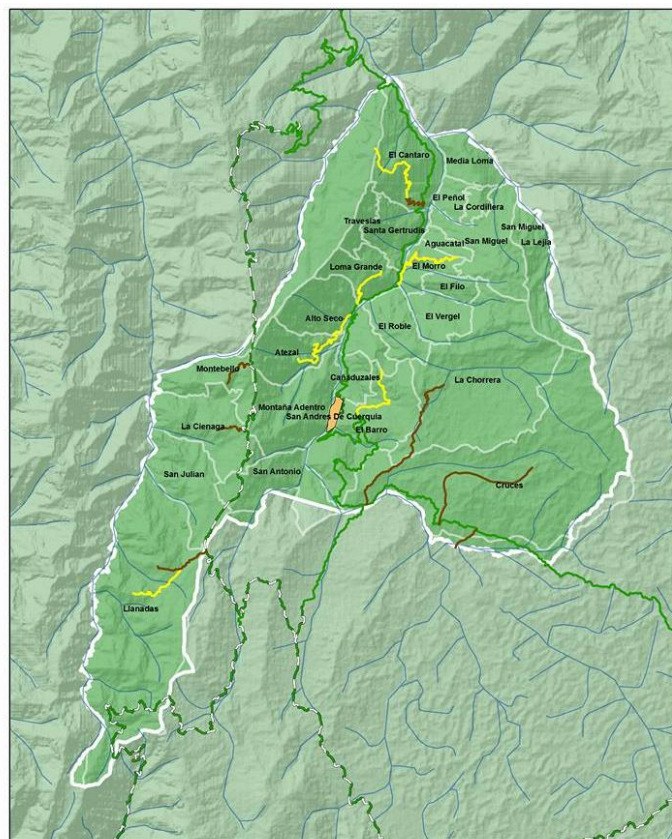 El Cantaro
Media Loma
El Peñol
La Cordillera
Travesias
Santa Gertrudis
San Miguel
Aguacatal
San Miguel
La Lejia
Loma Grande
El Morro
El Filo
Alto Seco
El Roble
El Vergel
Atezal
Montebello
Cañaduzales
La Chorrera
Montaña Adentro
San Andres De Cuerquia
La Cienaga
El Barro
San Julian
San Antonio
Cruces
Llanadas